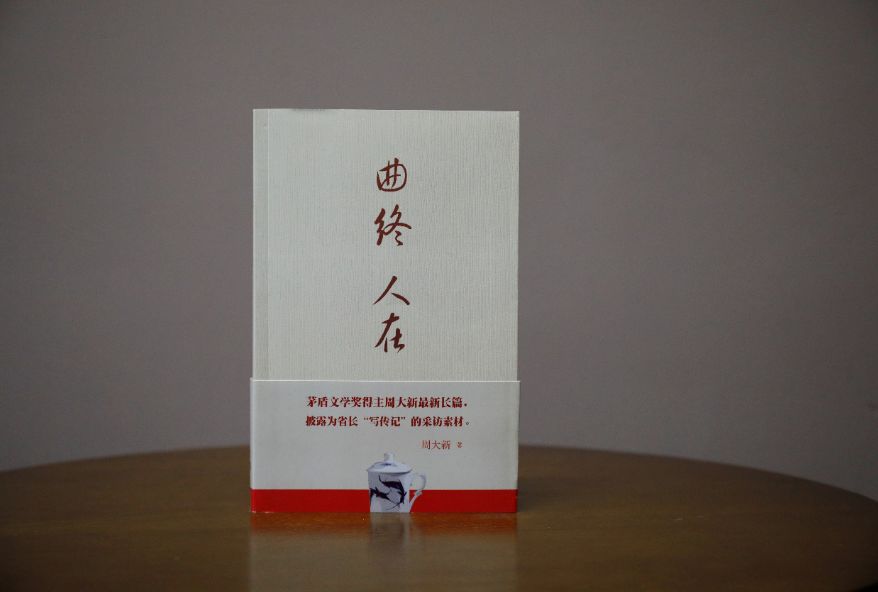 曲终人在
茅盾文学奖得主周大新最新长篇，
披露为省长“写传记”的采访素材。
周大新 著